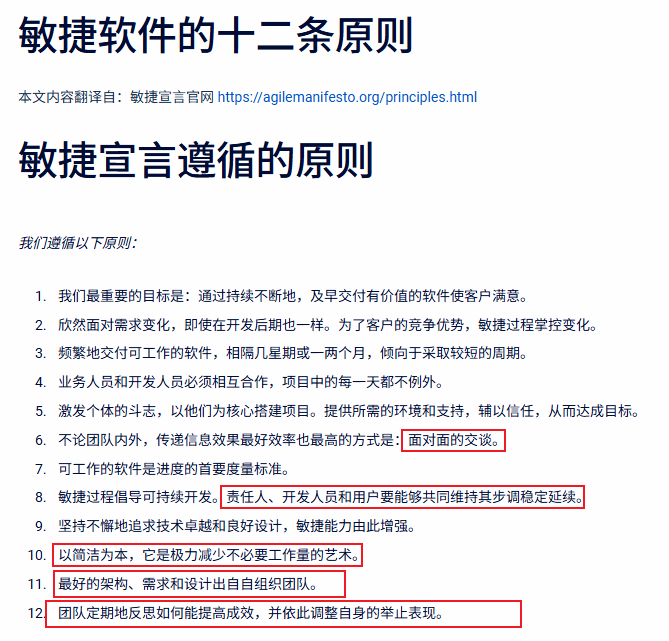 敏捷软件的十二条原则
本文内容翻译自：敏捷宣言官网 https://agilemanifesto.org/principles.html
敏捷宣言遵循的原则
我们遵循以下原则：
1. 我们最重要的目标是：通过持续不断地，及早交付有价值的软件使客户满意。
2. 欣然面对需求变化，即使在开发后期也一样。为了客户的竞争优势，敏捷过程掌控变化。
3. 频繁地交付可工作的软件，相隔几星期或一两个月，倾向于采取较短的周期。
4. 业务人员和开发人员必须相互合作，项目中的每一天都不例外。
5. 激发个体的斗志，以他们为核心搭建项目。提供所需的环境和支持，辅以信任，从而达成目标。
6. 不论团队内外，传递信息效果最好效率也最高的方式是：面对面的交谈。
7. 可工作的软件是进度的首要度量标准。
8. 敏捷过程倡导可持续开发。责任人、开发人员和用户要能够共同维持其步调稳定延续。
9. 坚持不懈地追求技术卓越和良好设计，敏捷能力由此增强。
10. 以简洁为本，它是极力减少不必要工作量的艺术。
11. 最好的架构、需求和设计出自自组织团队。
12. 团队定期地反思如何能提高成效，并依此调整自身的举止表现。